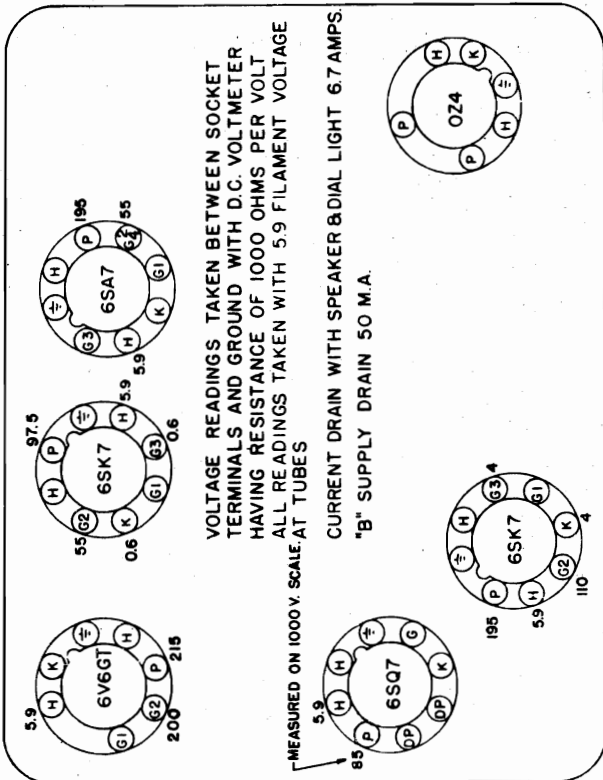 5.9
H
K
G1
G2
P
H
6V6GT
200
215
97.5
H
P
G2
K
G1
G3
H
6SK7
55
0.6
0.6
5.9
H
P
195
G3
G2
G4
55
H
K
G1
6SA7
5.9
VOLTAGE READINGS TAKEN BETWEEN SOCKET
TERMINALS AND GROUND WITH D.C. VOLTMETER
HAVING RESISTANCE OF 1000 OHMS PER VOLT
ALL READINGS TAKEN WITH 5.9 FILAMENT VOLTAGE
AT TUBES
MEASURED ON 1000 V. SCALE.
CURRENT DRAIN WITH SPEAKER & DIAL LIGHT 6.7 AMPS.
"B" SUPPLY DRAIN 50 M.A.
5.9
85
H
H
P
G
DP
DP
K
6SQ7
H
G3
4
P
G1
195
H
G2
K
6SK7
5.9
110
4
P
H
K
P
H
OZ4